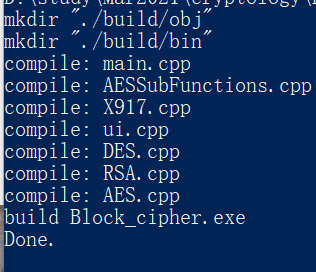 mkdir "./build/obj"
mkdir "./build/bin"
compile: main.cpp
compile: AESSubFunctions.cpp
compile: X917.cpp
compile: ui.cpp
compile: DES.cpp
compile: RSA.cpp
compile: AES.cpp
build Block_cipher.exe
Done.